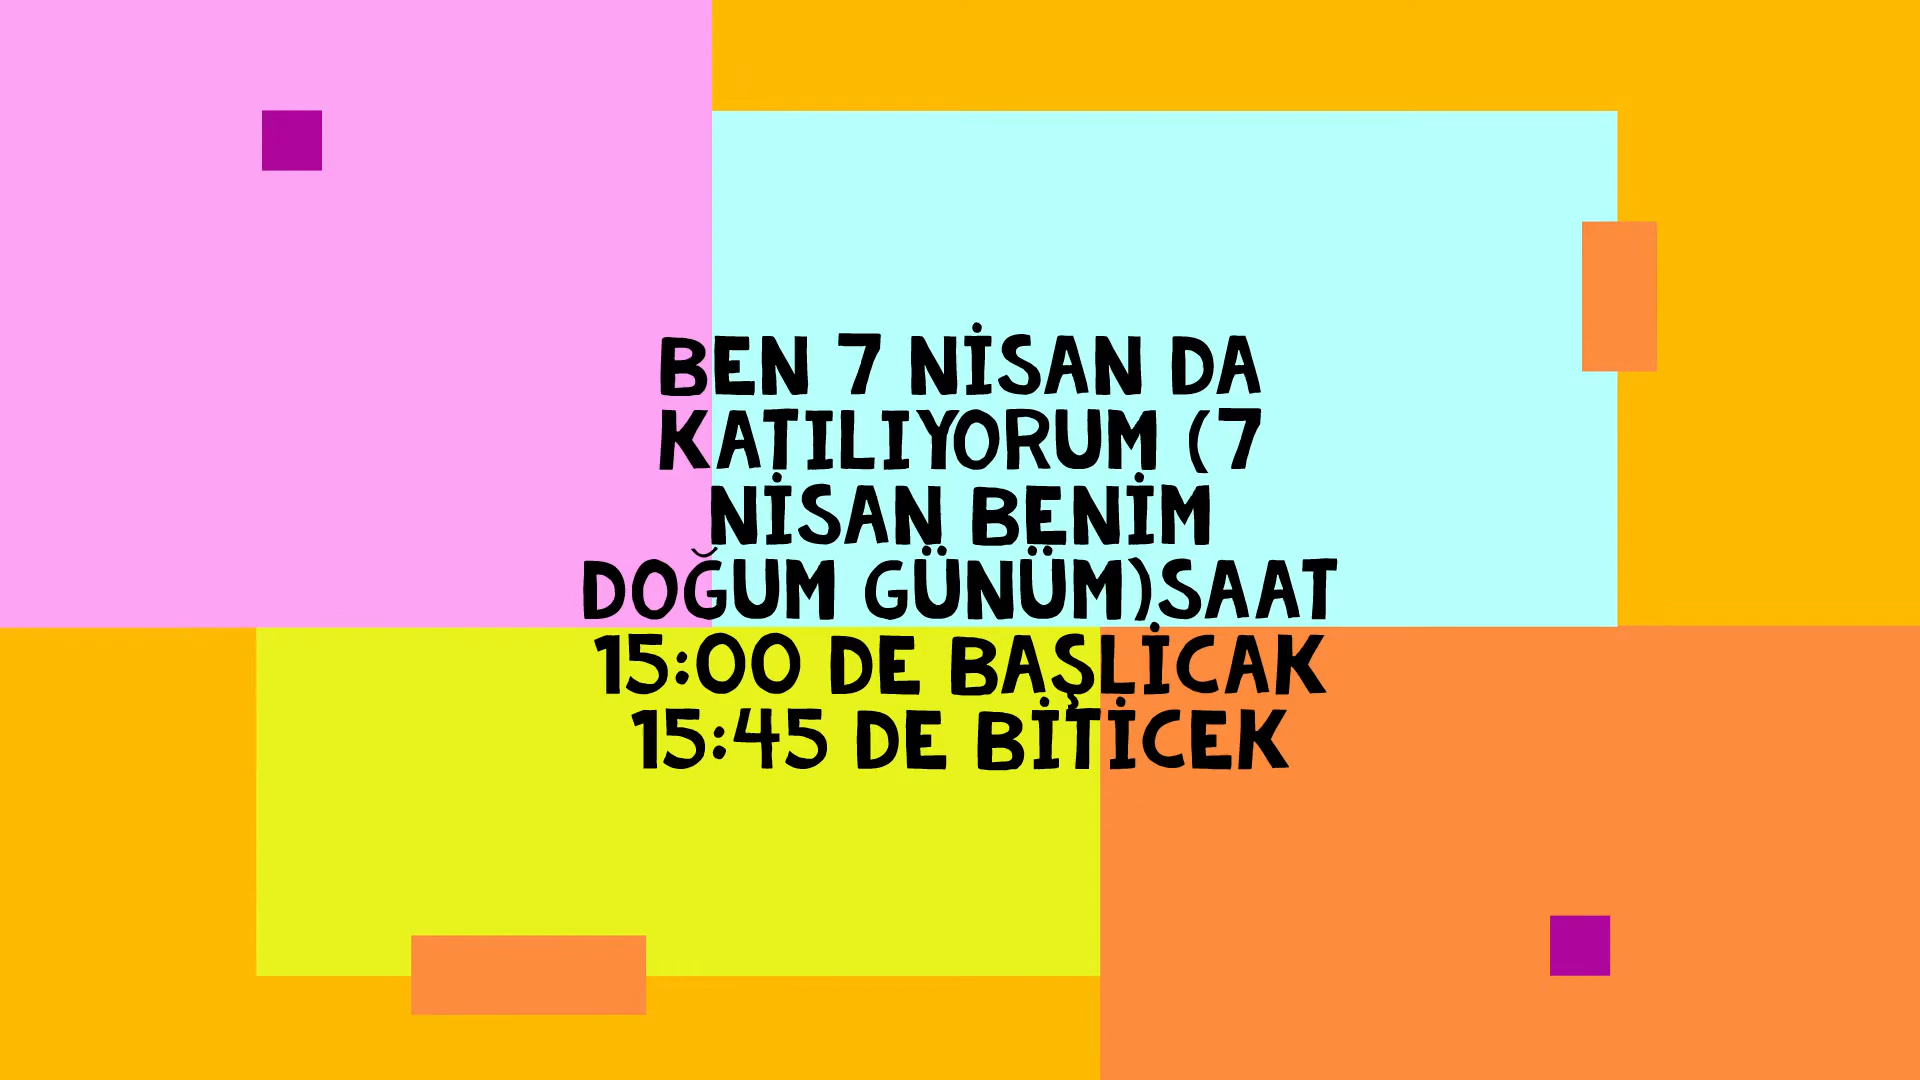 BEN 7 NİSAN DA
KATILIYORUM (7
NİSAN BENİM
DOĞUM GÜNÜM)SAAT
15:00 DE BAŞLİCAK
15:45 DE BİTİCEK